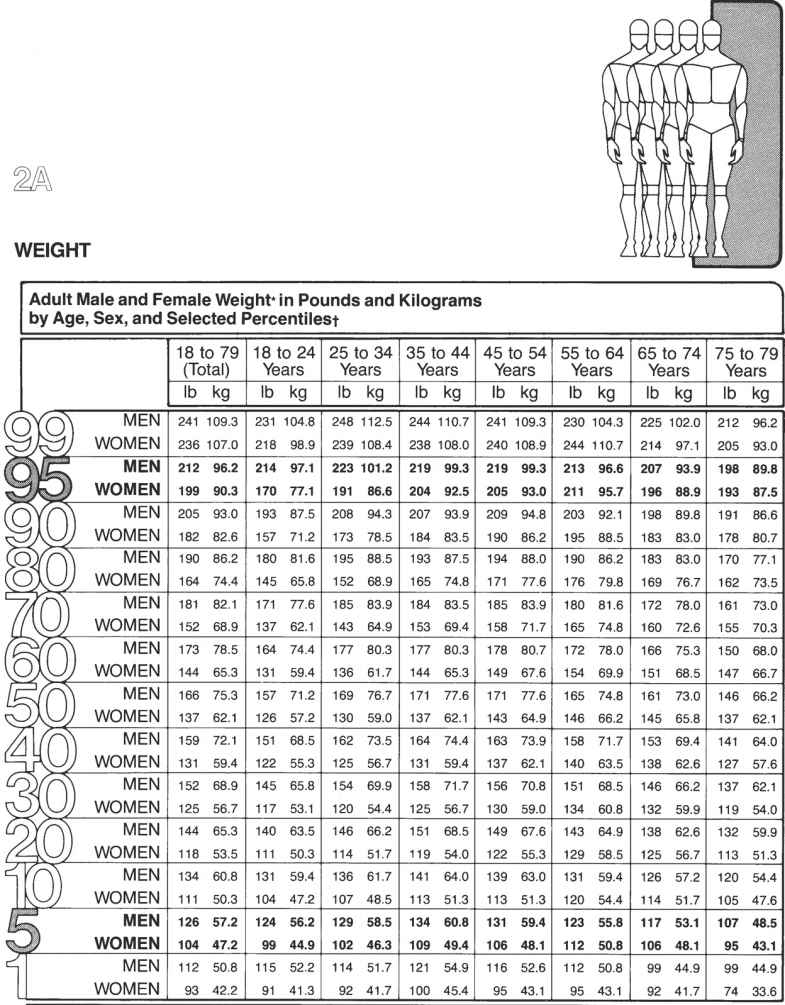 2A
WEIGHT
Adult Male and Female Weight* in Pounds and Kilograms
by Age, Sex, and Selected Percentiles†
18 to 79 (Total) 18 to 24 Years 25 to 34 Years 35 to 44 Years 45 to 54 Years 55 to 64 Years 65 to 74 Years 75 to 79 Years
lb kg lb kg lb kg lb kg lb kg lb kg lb kg lb kg
99 MEN 241 109.3 231 104.8 248 112.5 244 110.7 241 109.3 230 104.3 225 102.0 212 96.2
WOMEN 236 107.0 218 98.9 239 108.4 238 108.0 240 108.9 244 110.7 214 97.1 205 93.0
95 MEN 212 96.2 214 97.1 223 101.2 219 99.3 219 99.3 213 96.6 207 93.9 198 89.8
WOMEN 199 90.3 170 77.1 191 86.6 204 92.5 205 93.0 211 95.7 196 88.9 193 87.5
90 MEN 205 93.0 193 87.5 208 94.3 207 93.9 209 94.8 203 92.1 198 89.8 191 86.6
WOMEN 182 82.6 157 71.2 173 78.5 184 83.5 190 86.2 195 88.5 183 83.0 178 80.7
80 MEN 190 86.2 180 81.6 195 88.5 193 87.5 194 88.0 190 86.2 183 83.0 170 77.1
WOMEN 164 74.4 145 65.8 152 68.9 165 74.8 171 77.6 176 79.8 169 76.7 162 73.5
70 MEN 181 82.1 171 77.6 185 83.9 184 83.5 185 83.9 180 81.6 172 78.0 161 73.0
WOMEN 152 68.9 137 62.1 143 64.9 153 69.4 158 71.7 165 74.8 160 72.6 155 70.3
60 MEN 173 78.5 164 74.4 177 80.3 177 80.3 178 80.7 172 78.0 166 75.3 150 68.0
WOMEN 144 65.3 131 59.4 136 61.7 144 65.3 149 67.6 154 69.9 151 68.5 147 66.7
50 MEN 166 75.3 157 71.2 169 76.7 171 77.6 171 77.6 165 74.8 161 73.0 146 66.2
WOMEN 137 62.1 126 57.2 130 59.0 137 62.1 143 64.9 146 66.2 145 65.8 137 62.1
40 MEN 159 72.1 151 68.5 162 73.5 164 74.4 163 73.9 158 71.7 153 69.4 141 64.0
WOMEN 131 59.4 122 55.3 125 56.7 131 59.4 137 62.1 140 63.5 138 62.6 127 57.6
30 MEN 152 68.9 145 65.8 154 69.9 158 71.7 156 70.8 151 68.5 146 66.2 137 62.1
WOMEN 125 56.7 117 53.1 120 54.4 125 56.7 130 59.0 134 60.8 132 59.9 119 54.0
20 MEN 144 65.3 140 63.5 146 66.2 151 68.5 149 67.6 143 64.9 138 62.6 132 59.9
WOMEN 118 53.5 111 50.3 114 51.7 119 54.0 122 55.3 129 58.5 125 56.7 113 51.3
10 MEN 134 60.8 131 59.4 136 61.7 141 64.0 139 63.0 131 59.4 126 57.2 120 54.4
WOMEN 111 50.3 104 47.2 107 48.5 113 51.3 113 51.3 120 54.4 114 51.7 105 47.6
5 MEN 126 57.2 124 56.2 129 58.5 134 60.8 131 59.4 123 55.8 117 53.1 107 48.5
WOMEN 104 47.2 99 44.9 102 46.3 109 49.4 106 48.1 112 50.8 106 48.1 95 43.1
1 MEN 112 50.8 115 52.2 114 51.7 121 54.9 116 52.6 112 50.8 99 44.9 99 44.9
WOMEN 93 42.2 91 41.3 92 41.7 100 45.4 95 43.1 95 43.1 92 41.7 74 33.6